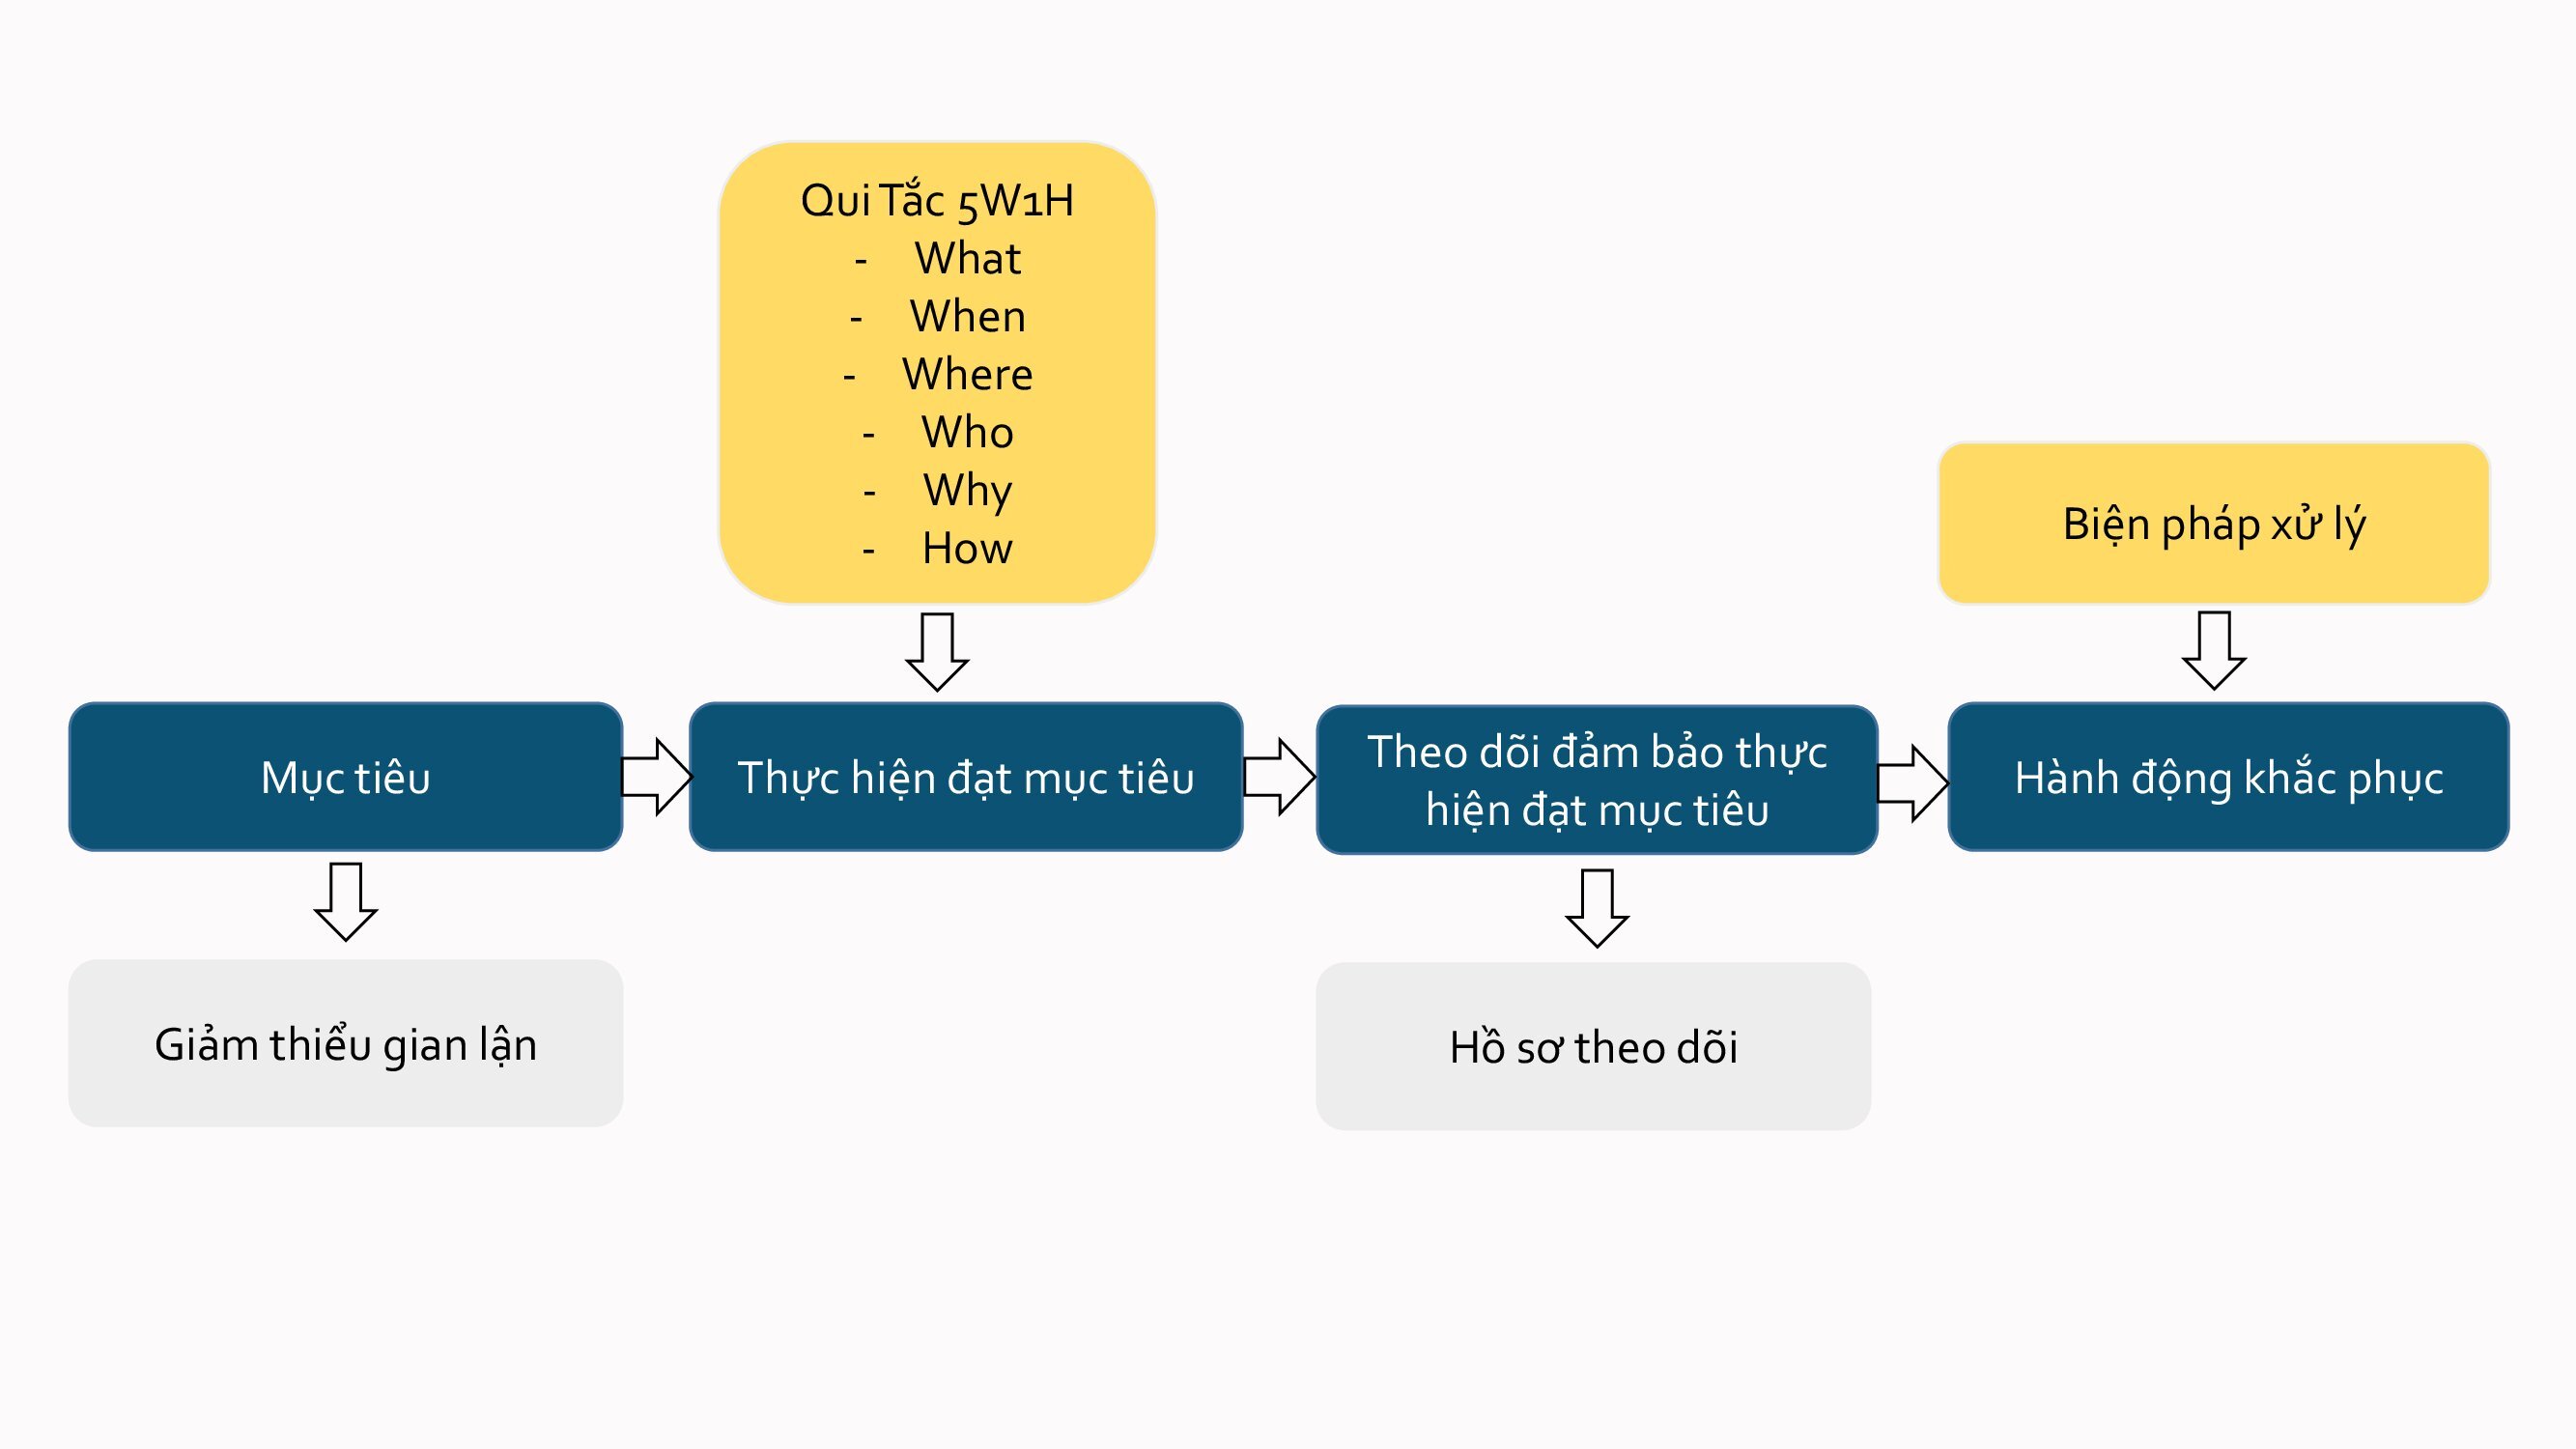 Qui Tắc 5W1H
- What
- When
- Where
- Who
- Why
- How
Biện pháp xử lý
Mục tiêu
Thực hiện đạt mục tiêu
Theo dõi đảm bảo thực
hiện đạt mục tiêu
Hành động khắc phục
Giảm thiểu gian lận
Hồ sơ theo dõi